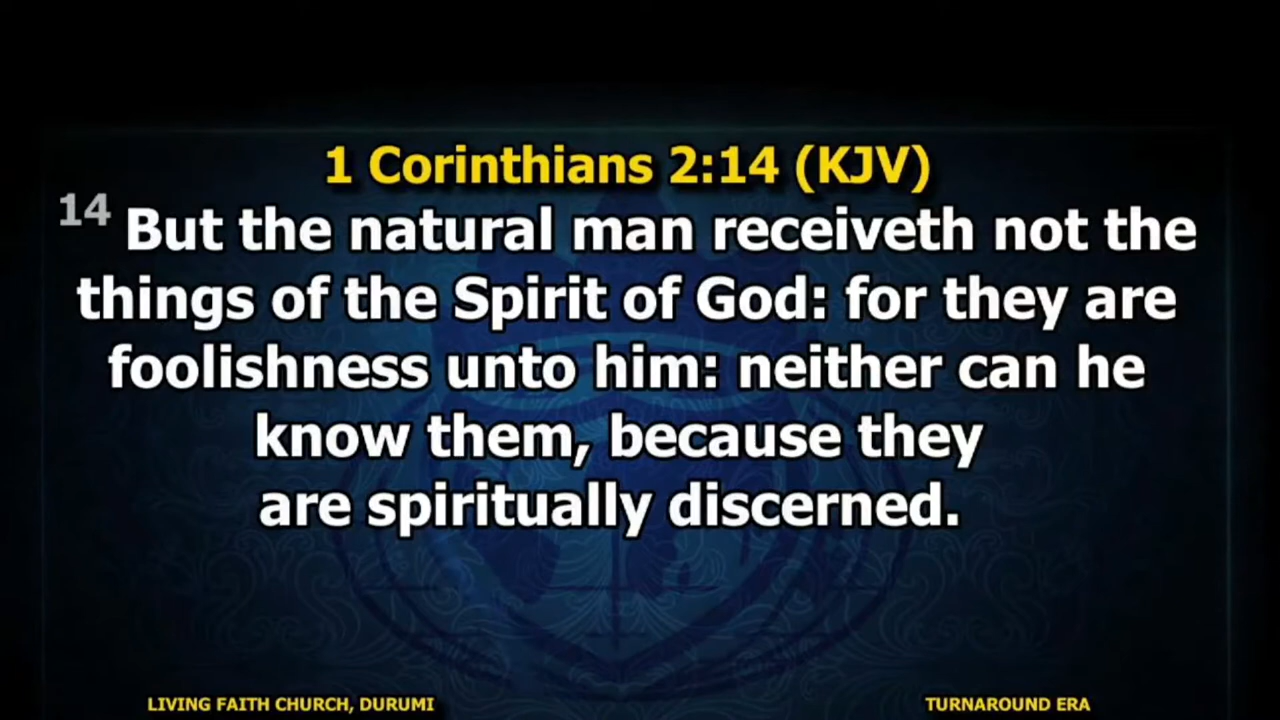 1 Corinthians 2:14 (KJV)
14 But the natural man receiveth not the
things of the Spirit of God: for they are
foolishness unto him: neither can he
know them, because they
are spiritually discerned.
LIVING FAITH CHURCH, DURUMI
TURNAROUND ERA